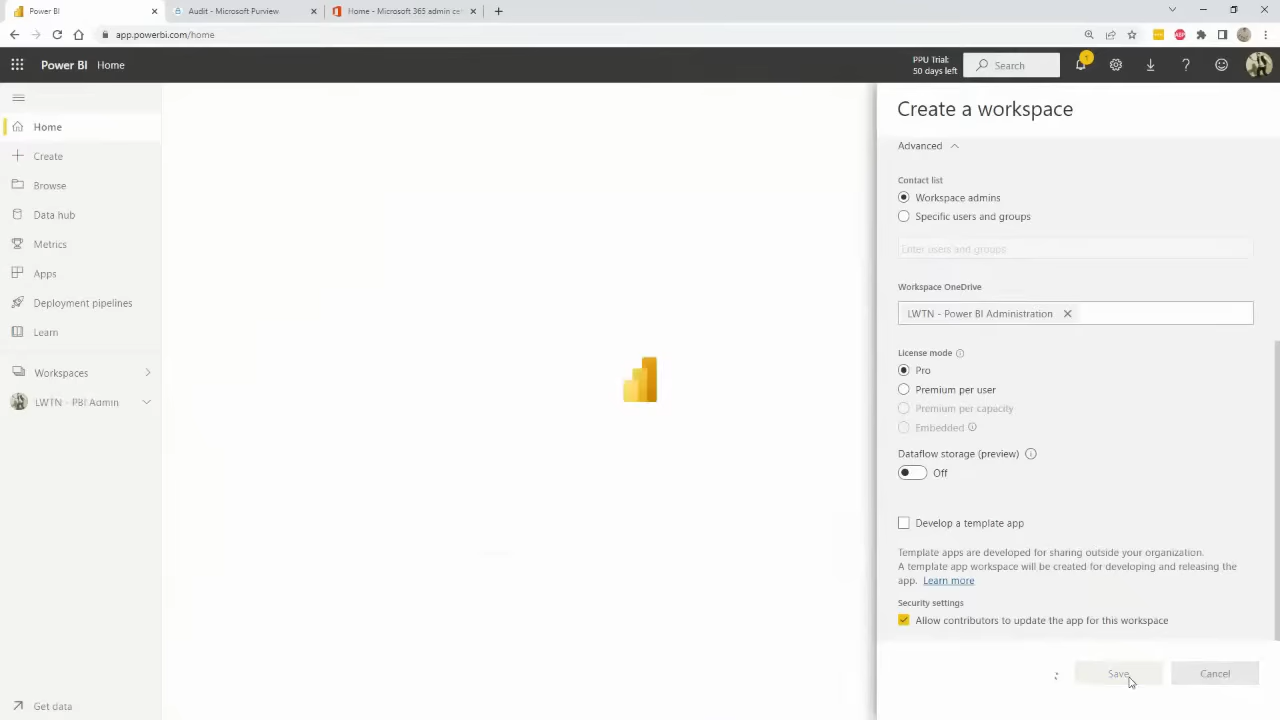 Power BI
Audit - Microsoft Purview
Home - Microsoft 365 admin cen
app.powerbi.com/home
Power BI Home
PPU Trial:
50 days left
Search
1
Home
Create
Browse
Data hub
Metrics
Apps
Deployment pipelines
Learn
Workspaces
LWTN - PBI Admin
Get data
Create a workspace
Advanced
Contact list
Workspace admins
Specific users and groups
Enter users and groups
Workspace OneDrive
LWTN - Power BI Administration
License mode
Pro
Premium per user
Premium per capacity
Embedded
Dataflow storage (preview)
Off
Develop a template app
Template apps are developed for sharing outside your organization.
A template app workspace will be created for developing and releasing the
app. Learn more
Security settings
Allow contributors to update the app for this workspace
Save
Cancel